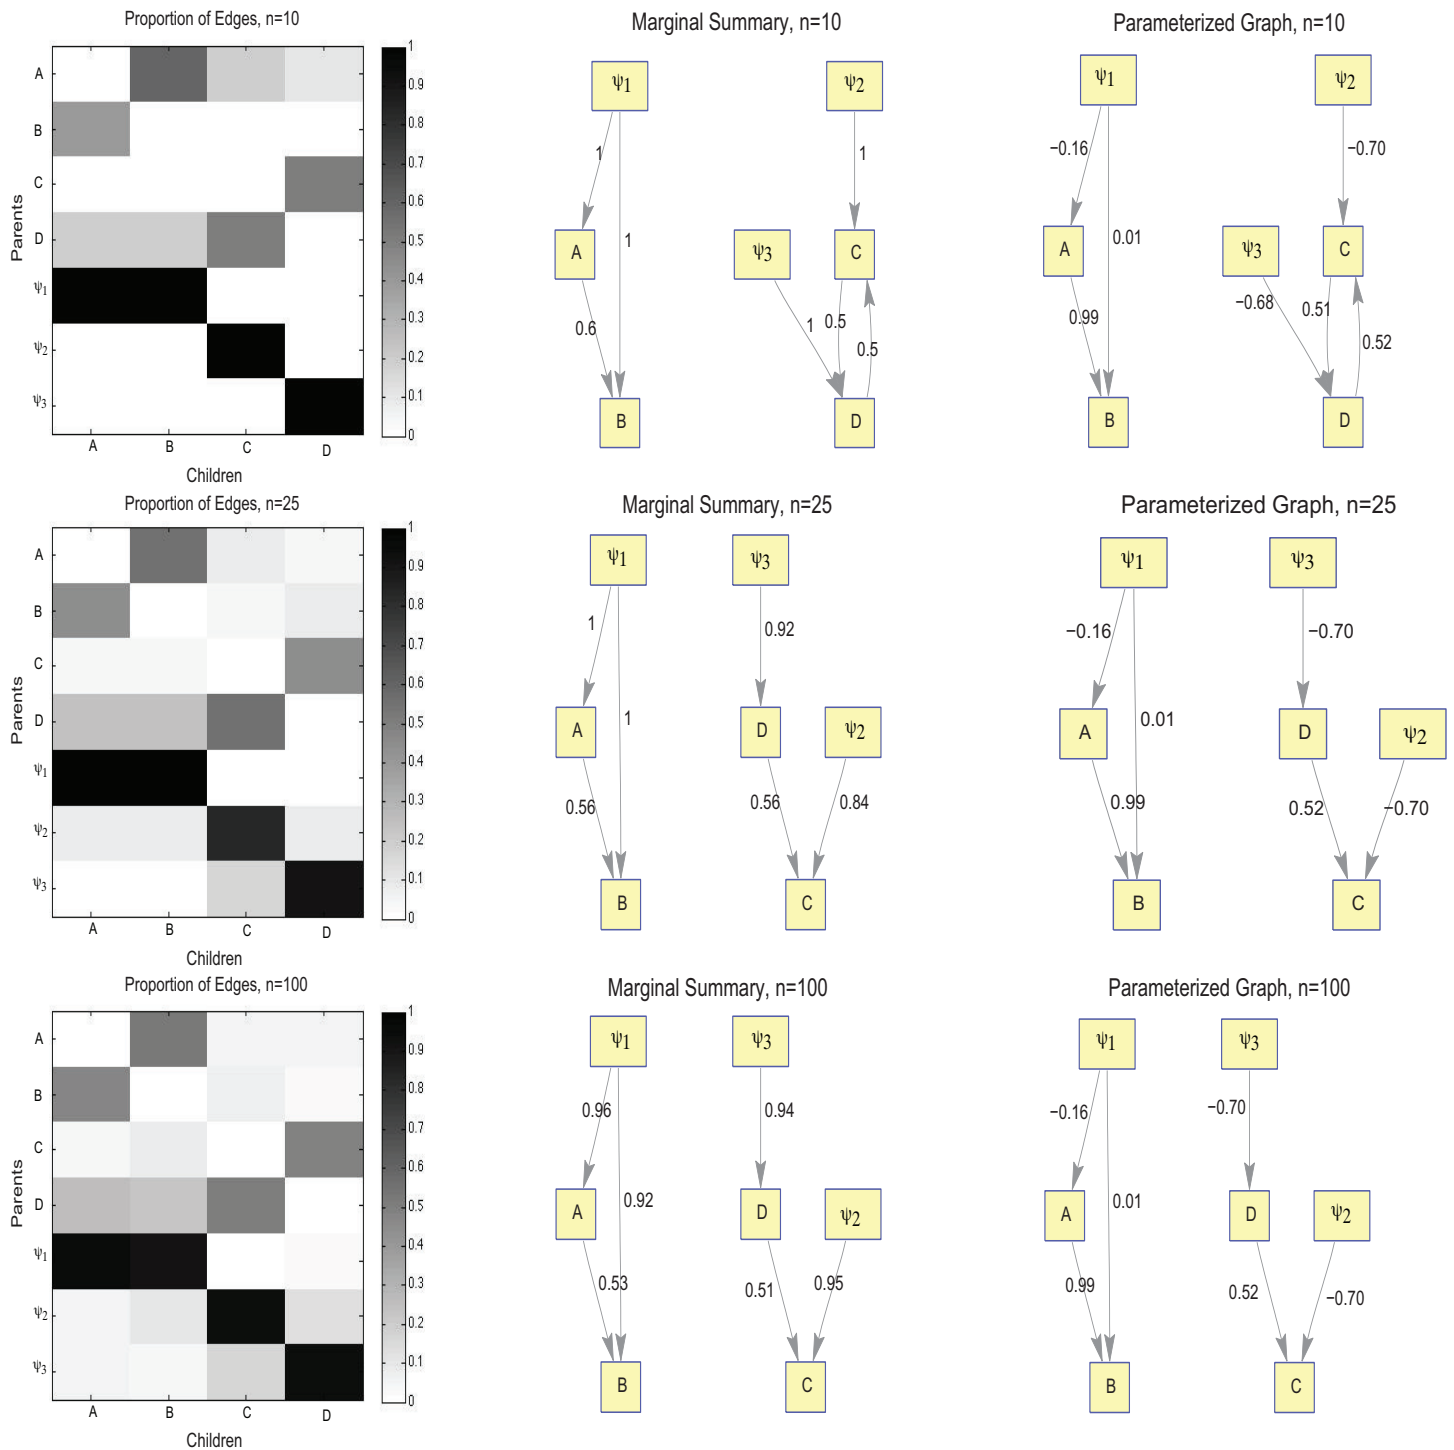 Proportion of Edges, n=10
Parents
A
B
C
D
ψ1
ψ2
ψ3
A B C D
Children
1
0.9
0.8
0.7
0.6
0.5
0.4
0.3
0.2
0.1
0
Marginal Summary, n=10
ψ1
ψ2
1
1
A
1
ψ3
C
0.6
1
0.5
0.5
B
D
Parameterized Graph, n=10
ψ1
ψ2
−0.16
−0.70
A
0.01
ψ3
C
0.99
−0.68
0.51
0.52
B
D
Proportion of Edges, n=25
Parents
A
B
C
D
ψ1
ψ2
ψ3
A B C D
Children
1
0.9
0.8
0.7
0.6
0.5
0.4
0.3
0.2
0.1
0
Marginal Summary, n=25
ψ1
ψ3
1
0.92
A
1
D
ψ2
0.56
0.56
0.84
B
C
Parameterized Graph, n=25
ψ1
ψ3
−0.16
−0.70
A
0.01
D
ψ2
0.99
0.52
−0.70
B
C
Proportion of Edges, n=100
Parents
A
B
C
D
ψ1
ψ2
ψ3
A B C D
Children
1
0.9
0.8
0.7
0.6
0.5
0.4
0.3
0.2
0.1
0
Marginal Summary, n=100
ψ1
ψ3
0.96
0.94
A
0.92
D
ψ2
0.53
0.51
0.95
B
C
Parameterized Graph, n=100
ψ1
ψ3
−0.16
−0.70
A
0.01
D
ψ2
0.99
0.52
−0.70
B
C